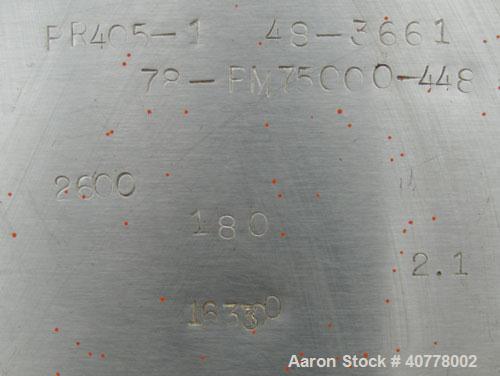 PR405-1 48-3661
78-PM75000-448
2600
180
2.1
Aaron Stock # 40778002